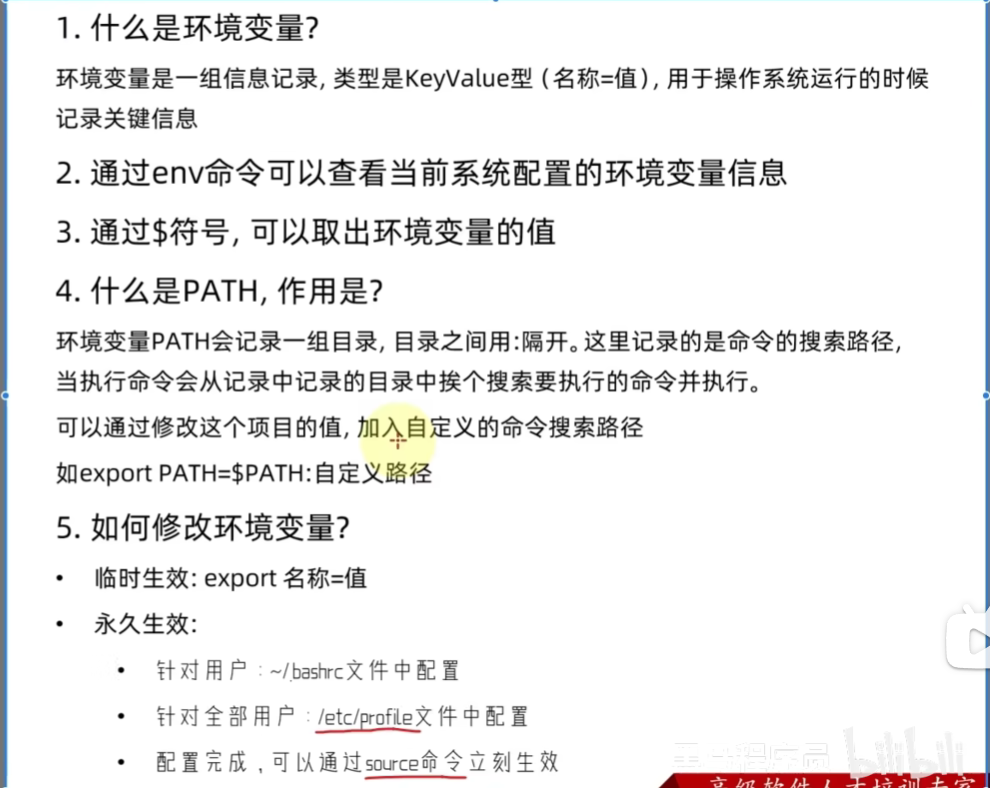 1. 什么是环境变量?
环境变量是一组信息记录, 类型是KeyValue型（名称=值）, 用于操作系统运行的时候
记录关键信息
2. 通过env命令可以查看当前系统配置的环境变量信息
3. 通过$符号, 可以取出环境变量的值
4. 什么是PATH, 作用是?
环境变量PATH会记录一组目录, 目录之间用:隔开。这里记录的是命令的搜索路径,
当执行命令会从记录中记录的目录中挨个搜索要执行的命令并执行。
可以通过修改这个项目的值, 加入自定义的命令搜索路径
如export PATH=$PATH:自定义路径
5. 如何修改环境变量?
• 临时生效: export 名称=值
• 永久生效:
• 针对用户：~/.bashrc文件中配置
• 针对全部用户：/etc/profile文件中配置
• 配置完成，可以通过source命令立刻生效
程序员
bilibili
高级软件人才培训专家